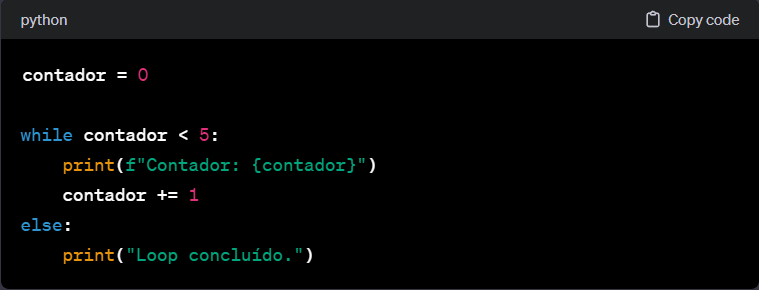 python
Copy code
contador = 0
while contador < 5:
    print(f"Contador: {contador}")
    contador += 1
else:
    print("Loop concluído.")